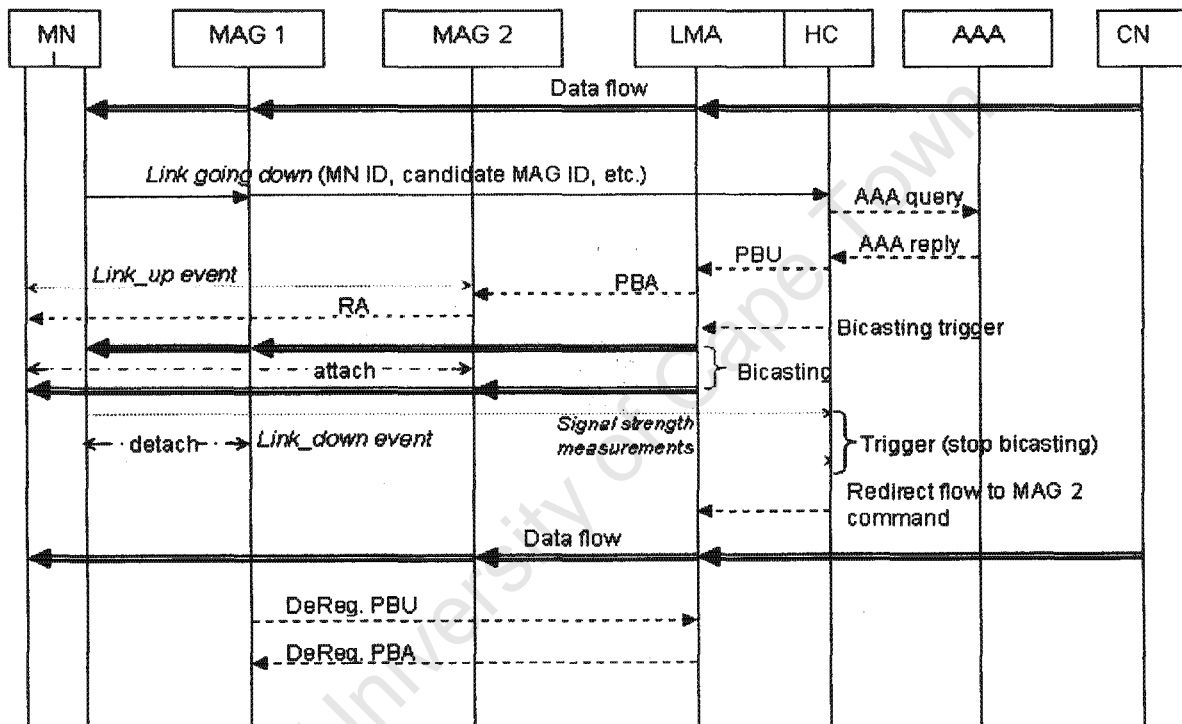 MN MAG 1 MAG 2 LMA HC AAA CN
Data flow
Link going down (MN ID, candidate MAG ID, etc.)
AAA query
AAA reply
PBU
Link_up event
PBA
RA
Bicasting trigger
attach
Bicasting
Signal strength
measurements
detach
Link_down event
Trigger (stop bicasting)
Redirect flow to MAG 2
command
Data flow
DeReg. PBU
DeReg. PBA
University of Cape Town